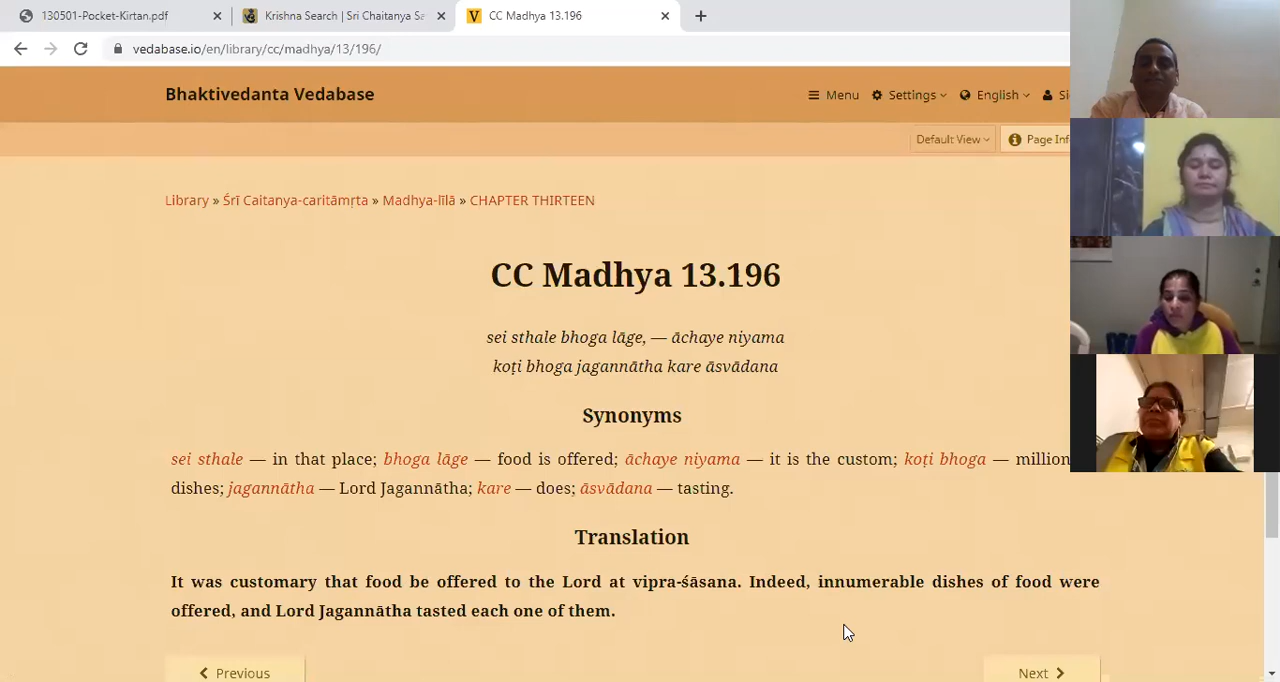 130501-Pocket-Kirtan.pdf
Krishna Search | Sri Chaitanya Sa
V CC Madhya 13.196
vedabase.io/en/library/cc/madhya/13/196/
Bhaktivedanta Vedabase
Menu Settings English
Default View Page
Library » Śrī Caitanya-caritāmṛta » Madhya-līlā » CHAPTER THIRTEEN
CC Madhya 13.196
sei sthale bhoga lāge, — āchaye niyama
koṭi bhoga jagannātha kare āsvādana
Synonyms
sei sthale — in that place; bhoga lāge — food is offered; āchaye niyama — it is the custom; koṭi bhoga — million
dishes; jagannātha — Lord Jagannātha; kare — does; āsvādana — tasting.
Translation
It was customary that food be offered to the Lord at vipra-śāsana. Indeed, innumerable dishes of food were
offered, and Lord Jagannātha tasted each one of them.
Previous
Next